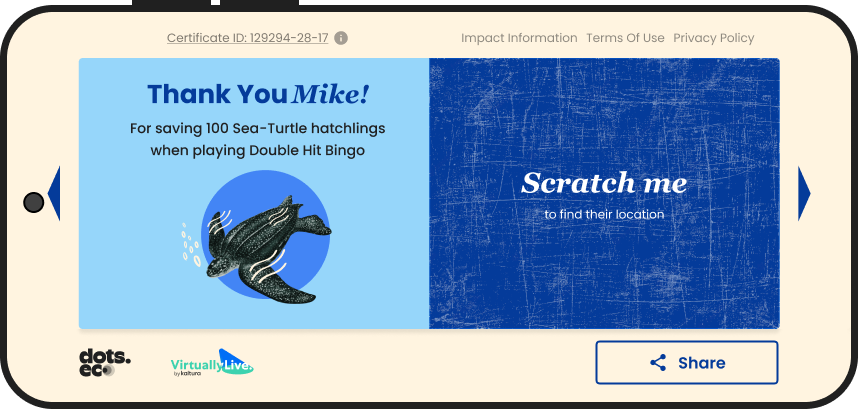 Certificate ID: 129294-28-17
Impact Information Terms Of Use Privacy Policy
Thank You Mike!
For saving 100 Sea-Turtle hatchlings
when playing Double Hit Bingo
Scratch me
to find their location
dots.
eco
VirtuallyLive
by kaltura
Share